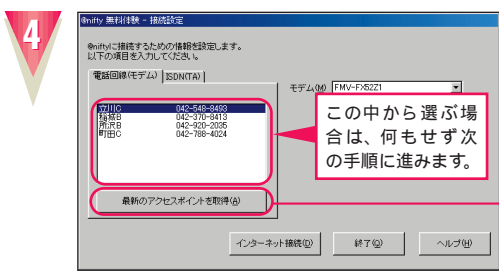 4
@nifty 無料体験 - 接続設定
@niftyに接続するための情報を設定します。
以下の項目を入力してください。
電話回線(モデム) ISDN(TA)
モデム(M) FMV-FX52Z1
立川C 042-548-8493
稲城B 042-370-8413
所沢B 042-920-2035
町田C 042-788-4024
この中から選ぶ場
合は、何もせず次
の手順に進みます。
最新のアクセスポイントを取得(A)
インターネット接続(D) 終了(Q) ヘルプ(H)